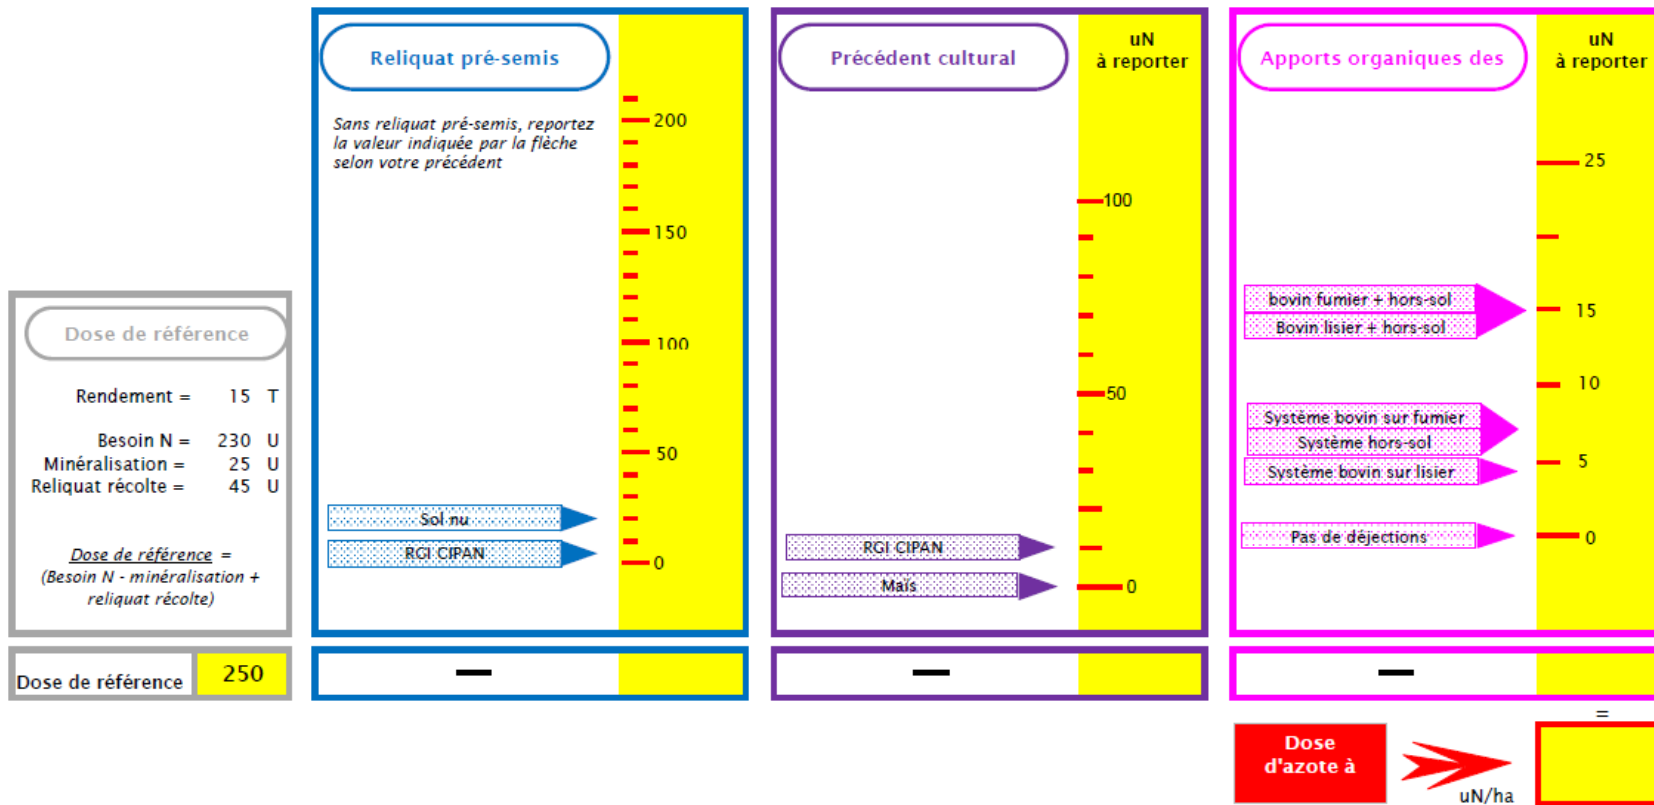 Dose de référence
Rendement = 15 T
Besoin N = 230 U
Minéralisation = 25 U
Reliquat récolte = 45 U
Dose de référence =
(Besoin N - minéralisation +
reliquat récolte)
Dose de référence 250
Reliquat pré-semis
Sans reliquat pré-semis, reportez
la valeur indiquée par la flèche
selon votre précédent
200
150
100
50
0
Sol nu
RGI CIPAN
—
Précédent cultural
uN
à reporter
100
50
0
RGI CIPAN
Maïs
—
Apports organiques des
uN
à reporter
25
15
10
5
0
bovin fumier + hors-sol
Bovin lisier + hors-sol
Système bovin sur fumier
Système hors-sol
Système bovin sur lisier
Pas de déjections
—
=
Dose
d'azote à
uN/ha